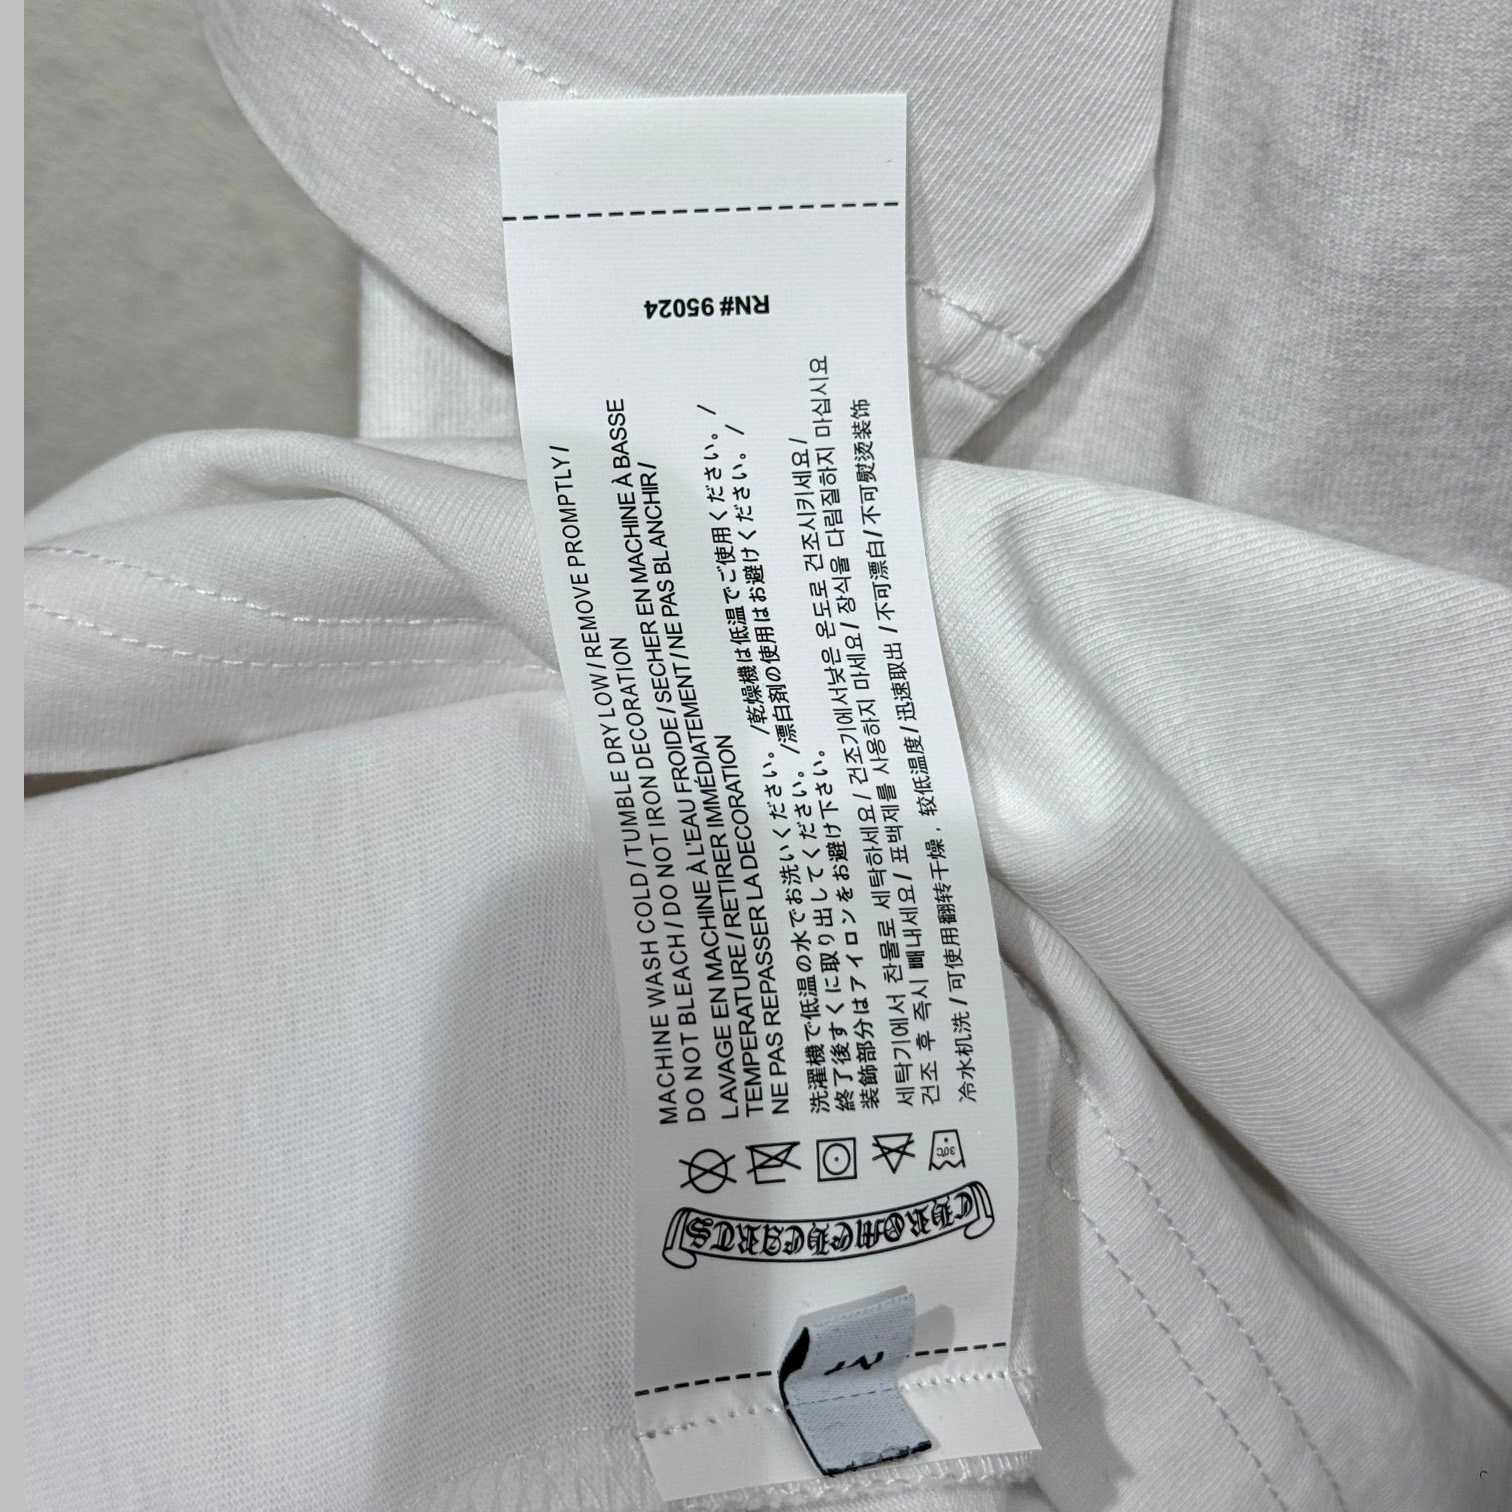 RN# 95024
MACHINE WASH COLD / TUMBLE DRY LOW / REMOVE PROMPTLY /
DO NOT BLEACH / DO NOT IRON DECORATION
LAVAGE EN MACHINE À L'EAU FROIDE / SECHER EN MACHINE À BASSE
TEMPERATURE / RETIRER IMMÉDIATEMENT / NE PAS BLANCHIR /
NE PAS REPASSER LA DECORATION
洗濯機で低温の水でお洗いください。/乾燥機は低温でご使用ください。/
終了後すぐに取り出してください。/漂白剤の使用はお避けください。/
装飾部分はアイロンをお避け下さい。
세탁기에서 찬물로 세탁하세요/ 건조기에서낮은 온도로 건조시키세요/
건조 후 즉시 빼내세요/ 표백제를 사용하지 마세요/ 장식을 다림질하지 마십시요
冷水机洗 / 可使用翻转干燥，较低温度/ 迅速取出 / 不可漂白/ 不可熨烫装饰
CHROME HEARTS
M